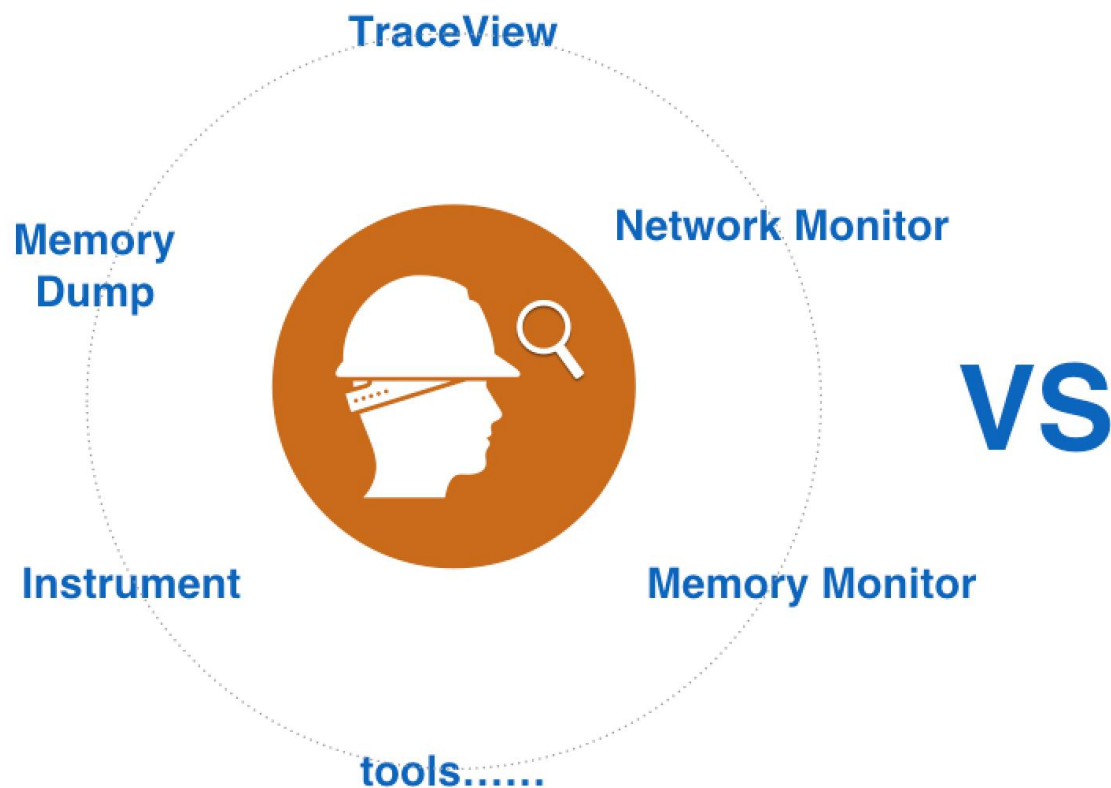 TraceView
Memory
Dump
Network Monitor
VS
Instrument
Memory Monitor
tools......